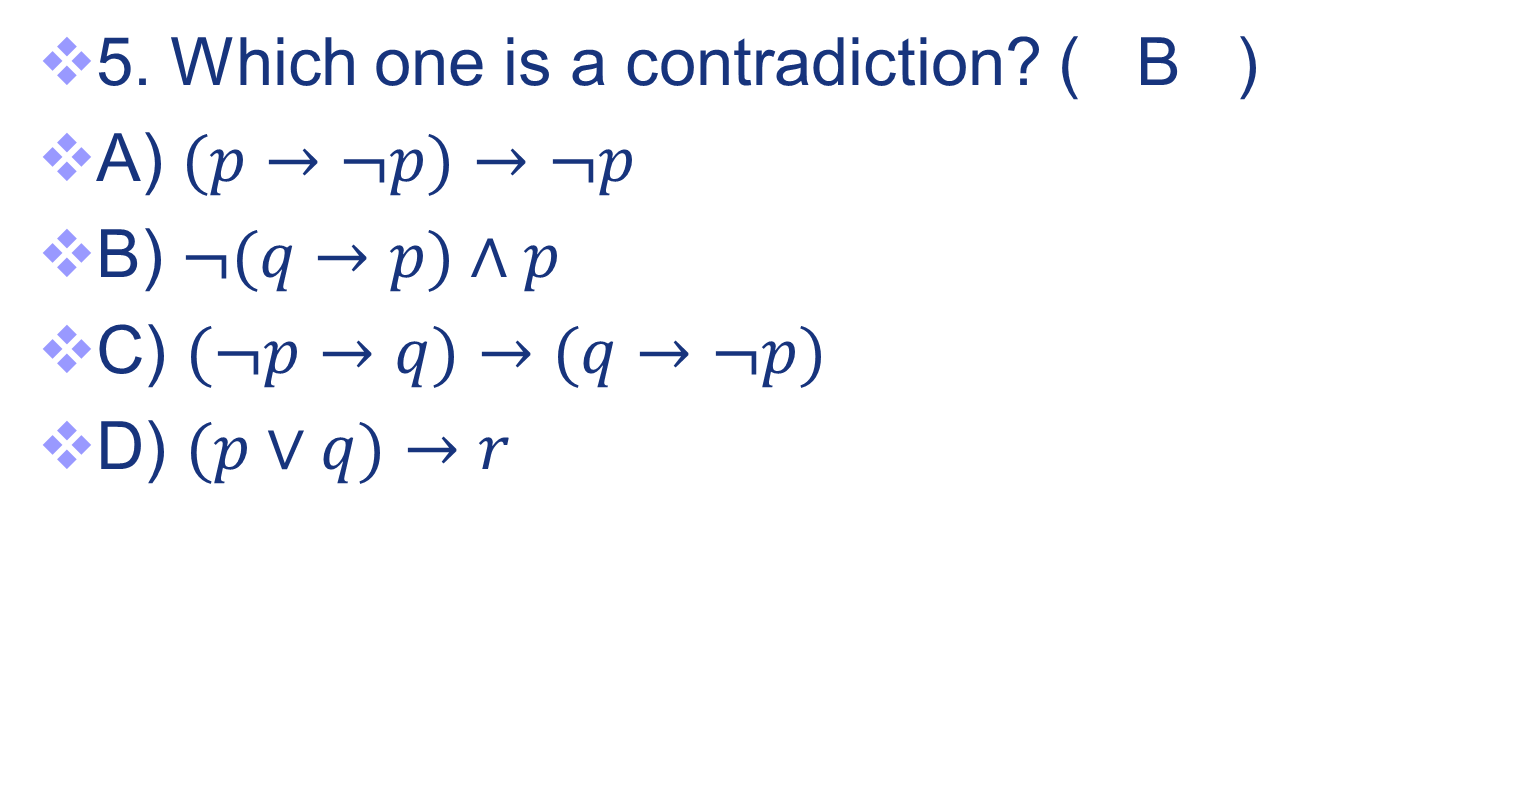 ❖5. Which one is a contradiction? ( B )
❖A) (𝑝 → ¬𝑝) → ¬𝑝
❖B) ¬(𝑞 → 𝑝) ∧ 𝑝
❖C) (¬𝑝 → 𝑞) → (𝑞 → ¬𝑝)
❖D) (𝑝 ∨ 𝑞) → 𝑟